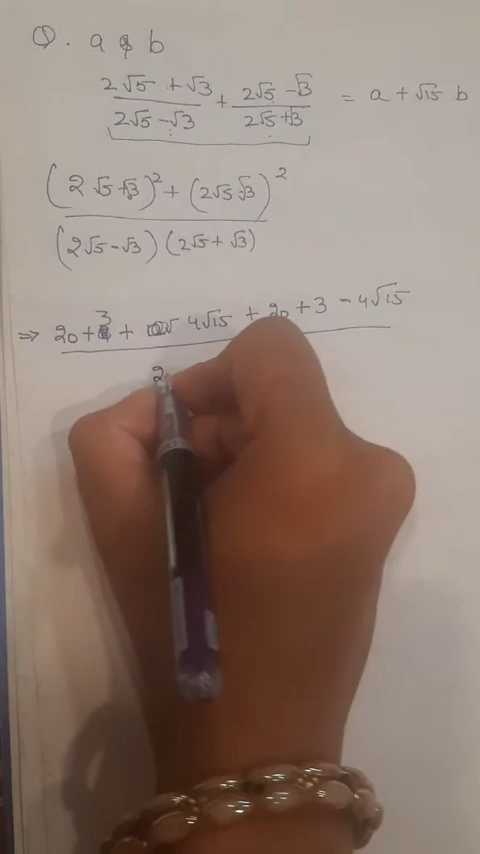 Q. a & b
(2√5 + √3)/(2√5 - √3) + (2√5 - √3)/(2√5 + √3) = a + √15 b
((2√5 + √3)² + (2√5 - √3)²)/((2√5 - √3)(2√5 + √3))
⇒ 20 + 3 + 4√15 + 20 + 3 - 4√15
2